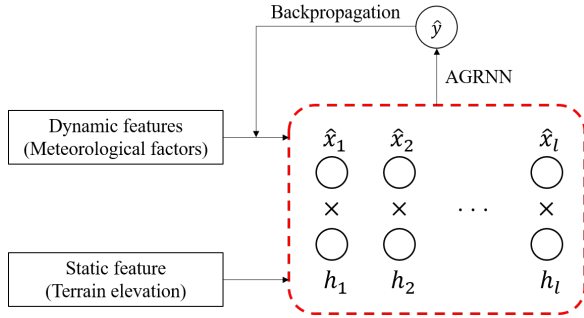 Backpropagation
ŷ
AGRNN
Dynamic features
(Meteorological factors)
x̂₁ x̂₂ x̂ₗ
× × · · · ×
Static feature
(Terrain elevation)
h₁ h₂ hₗ